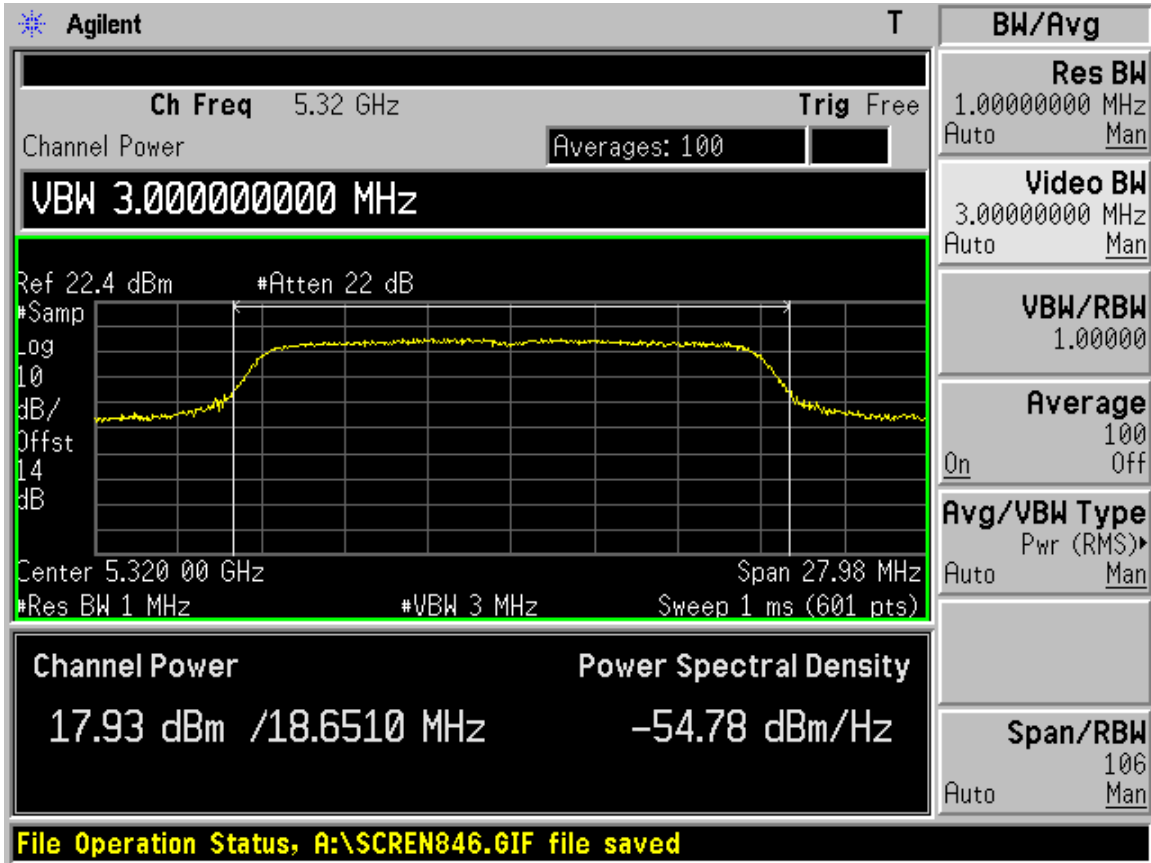 Agilent T
Ch Freq 5.32 GHz Trig Free
Channel Power Averages: 100
VBW 3.000000000 MHz
Ref 22.4 dBm #Atten 22 dB
#Samp
Log
10
dB/
Offst
14
dB
Center 5.320 00 GHz Span 27.98 MHz
#Res BW 1 MHz #VBW 3 MHz Sweep 1 ms (601 pts)
Channel Power Power Spectral Density
17.93 dBm /18.6510 MHz -54.78 dBm/Hz
File Operation Status, A:\SCREN846.GIF file saved
BW/Avg
Res BW
1.00000000 MHz
Auto Man
Video BW
3.00000000 MHz
Auto Man
VBW/RBW
1.00000
Average
100
On Off
Avg/VBW Type
Pwr (RMS)▸
Auto Man
Span/RBW
106
Auto Man